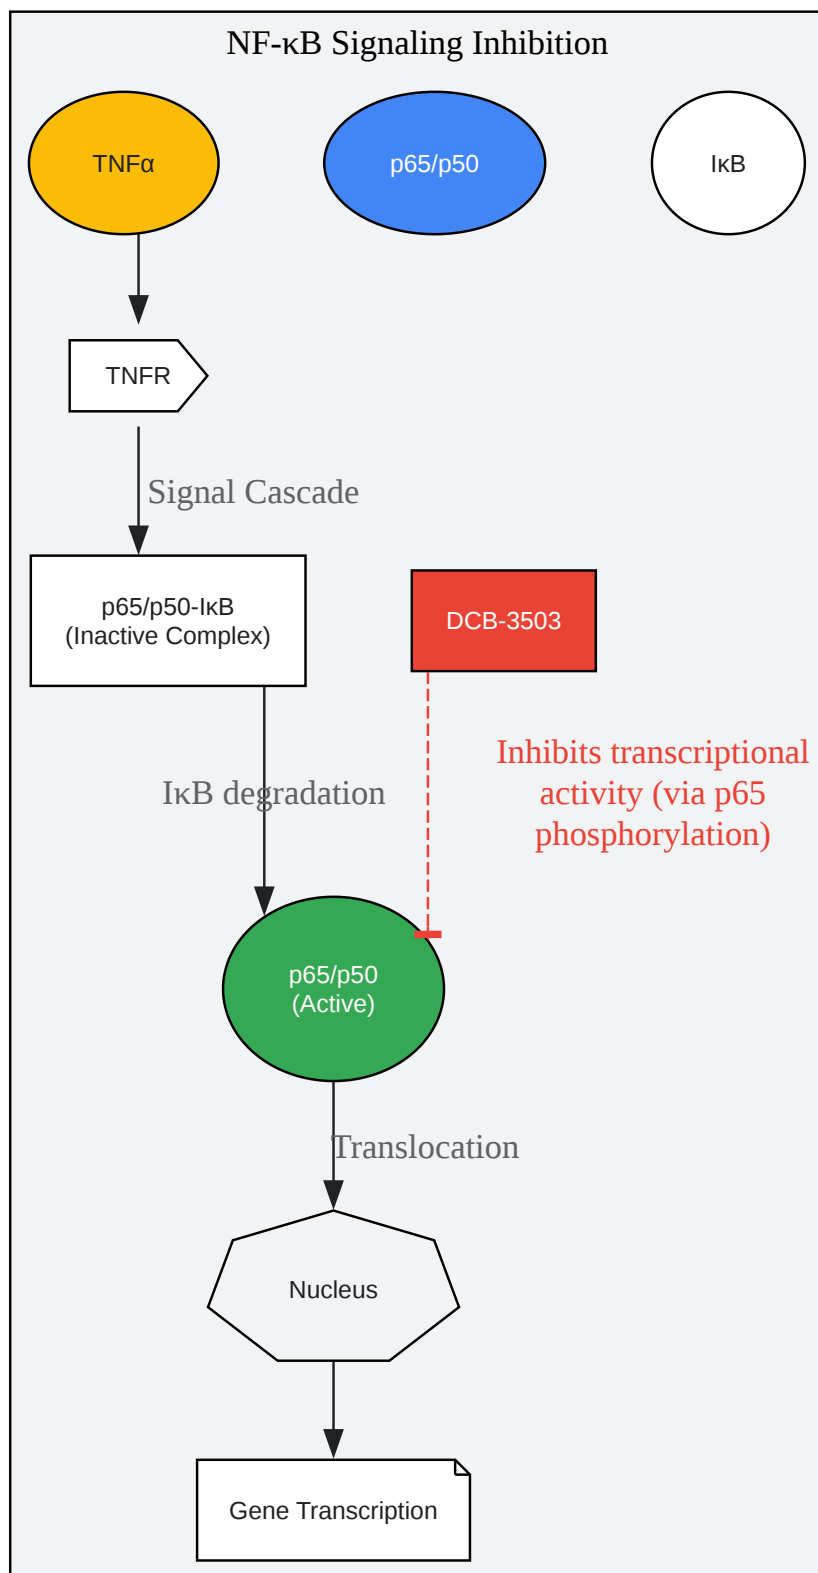 NF-κB Signaling Inhibition
TNFα
p65/p50
IκB
TNFR
Signal Cascade
p65/p50-IκB
(Inactive Complex)
DCB-3503
Inhibits transcriptional
activity (via p65
phosphorylation)
IκB degradation
p65/p50
(Active)
Translocation
Nucleus
Gene Transcription